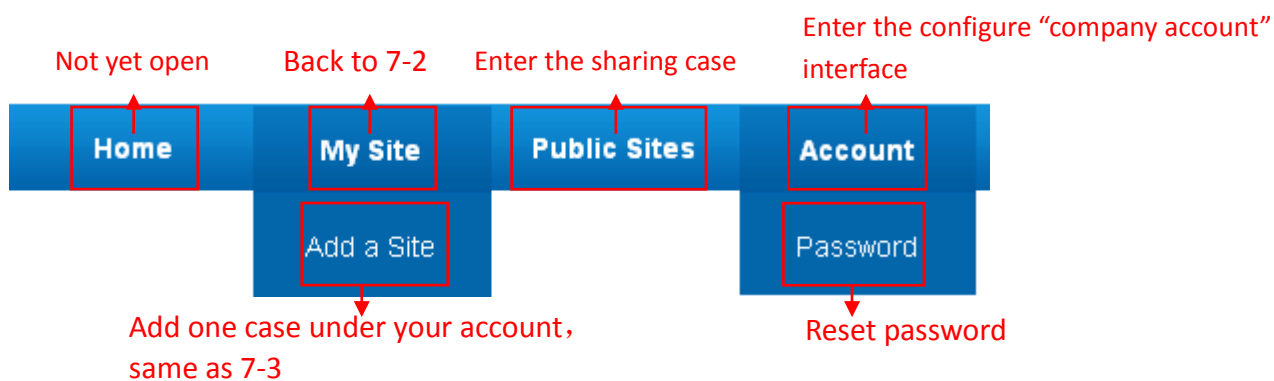 Enter the configure “company account”
Not yet open Back to 7-2 Enter the sharing case interface
Home My Site Public Sites Account
Add a Site Password
Add one case under your account， Reset password
same as 7-3